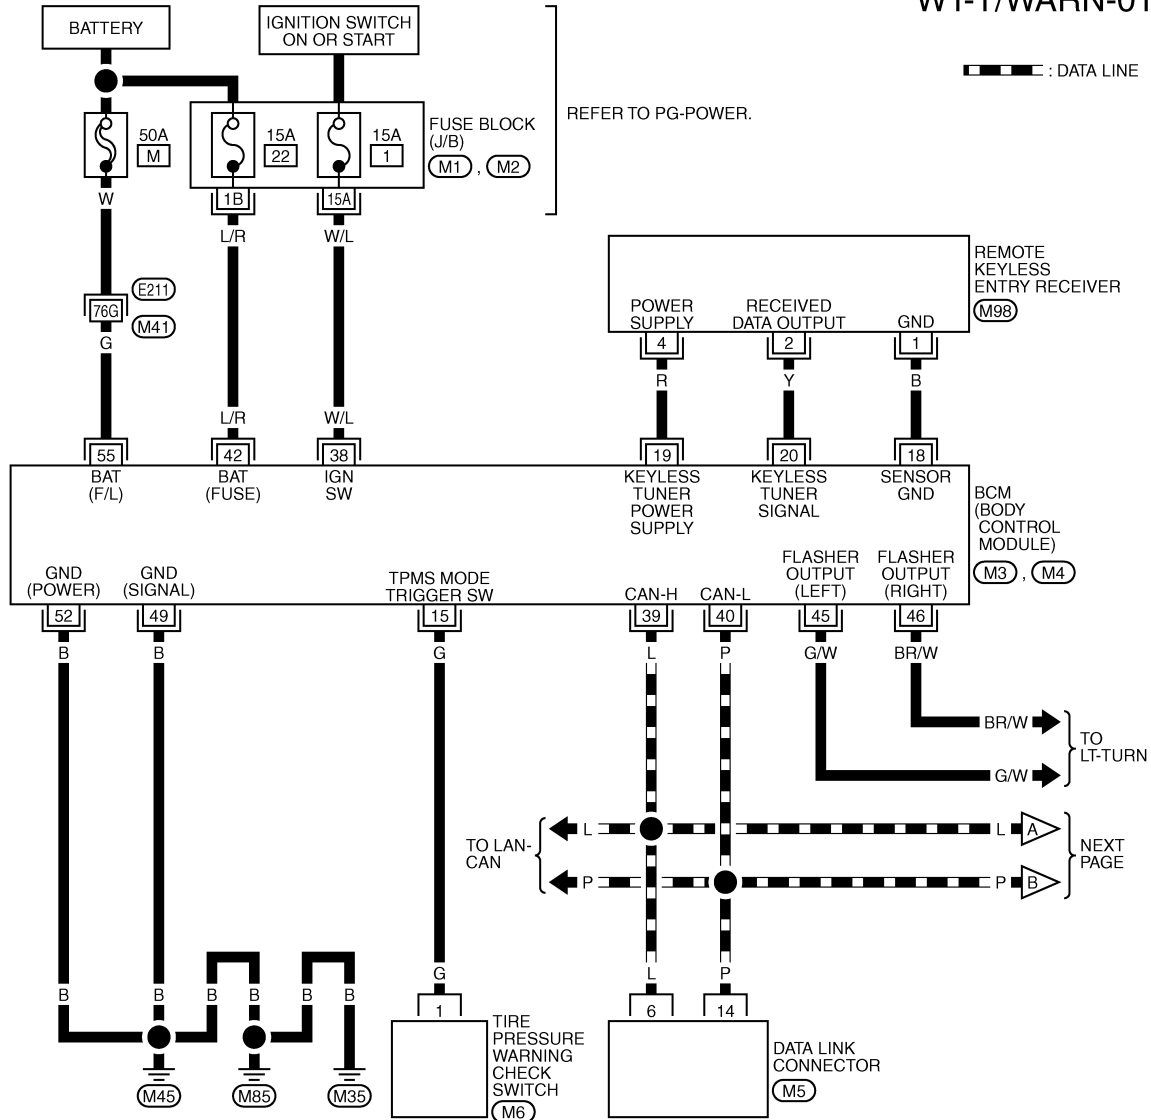 WT-T/WARN-01
BATTERY
IGNITION SWITCH
ON OR START
: DATA LINE
REFER TO PG-POWER.
50A
M
15A
22
15A
1
FUSE BLOCK
(J/B)
M1 , M2
1B
15A
W
L/R
W/L
76G
E211
M41
G
L/R
W/L
REMOTE
KEYLESS
ENTRY RECEIVER
M98
POWER
SUPPLY
RECEIVED
DATA OUTPUT
GND
4
2
1
R
Y
B
55
42
38
19
20
18
BAT
(F/L)
BAT
(FUSE)
IGN
SW
KEYLESS
TUNER
POWER
SUPPLY
KEYLESS
TUNER
SIGNAL
SENSOR
GND
BCM
(BODY
CONTROL
MODULE)
M3 , M4
GND
(POWER)
GND
(SIGNAL)
TPMS MODE
TRIGGER SW
CAN-H
CAN-L
FLASHER
OUTPUT
(LEFT)
FLASHER
OUTPUT
(RIGHT)
52
49
15
39
40
45
46
B
B
G
L
P
G/W
BR/W
BR/W
G/W
TO
LT-TURN
TO LAN-
CAN
L
P
L
A
P
B
NEXT
PAGE
B
B
B
B
B
B
G
L
P
M45
M85
M35
1
6
14
TIRE
PRESSURE
WARNING
CHECK
SWITCH
M6
DATA LINK
CONNECTOR
M5